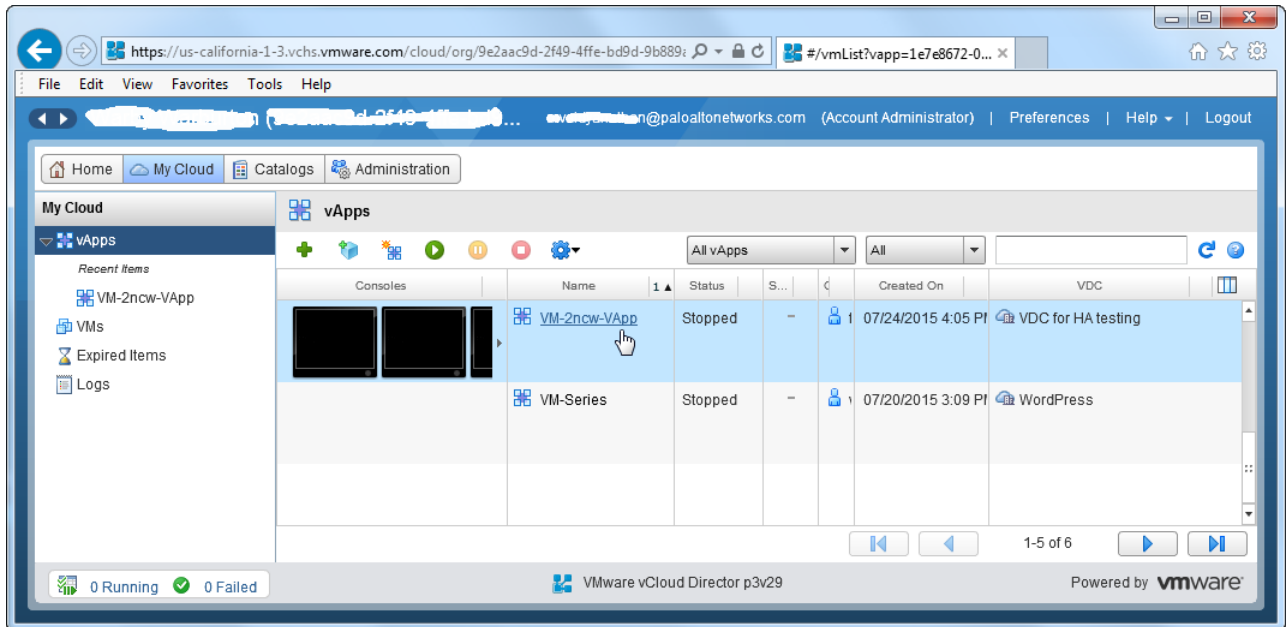 https://us-california-1-3.vchs.vmware.com/cloud/org/9e2aac9d-2f49-4ffe-bd9d-9b889 #/vmList?vapp=1e7e8672-0...
File Edit View Favorites Tools Help
@paloaltonetworks.com (Account Administrator) | Preferences | Help | Logout
Home My Cloud Catalogs Administration
My Cloud vApps
vApps All vApps All
Recent Items
Consoles Name 1 Status S... Created On VDC
VM-2ncw-VApp
VM-2ncw-VApp Stopped - 07/24/2015 4:05 VDC for HA testing
VMs
Expired Items
Logs
VM-Series Stopped - 07/20/2015 3:09 WordPress
1-5 of 6
0 Running 0 Failed VMware vCloud Director p3v29 Powered by vmware